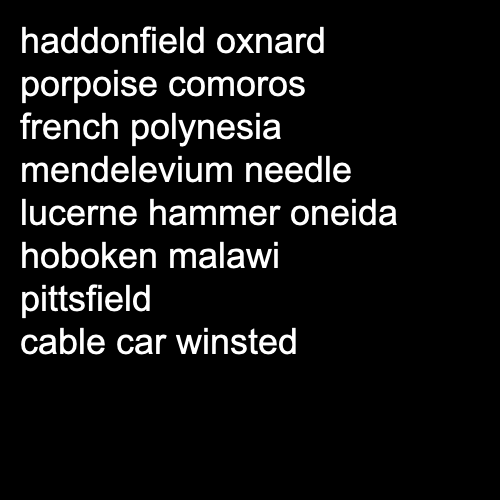 haddonfield oxnard
porpoise comoros
french polynesia
mendelevium needle
lucerne hammer oneida
hoboken malawi
pittsfield
cable car winsted